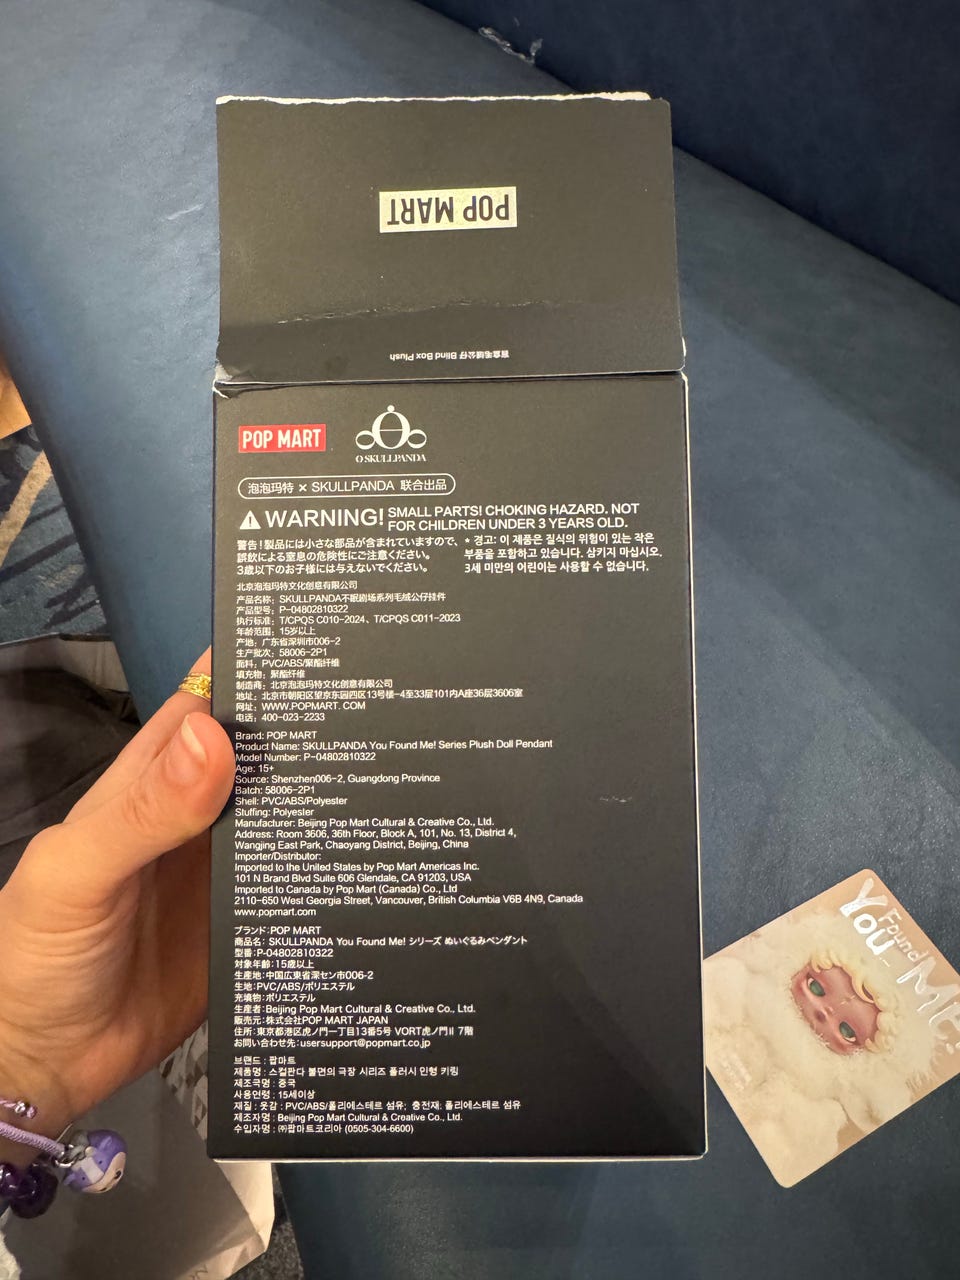 POP MART
盲盒毛绒公仔 Blind Box Plush
POP MART
SKULLPANDA
泡泡玛特 × SKULLPANDA 联合出品
WARNING! SMALL PARTS! CHOKING HAZARD. NOT FOR CHILDREN UNDER 3 YEARS OLD.
警告！製品には小さな部品が含まれていますので、
誤飲による窒息の危険性にご注意ください。
3歳以下のお子様には与えないでください。
* 경고: 이 제품은 질식의 위험이 있는 작은
부품을 포함하고 있습니다. 삼키지 마십시오.
3세 미만의 어린이는 사용할 수 없습니다.
北京泡泡玛特文化创意有限公司
产品名称：SKULLPANDA不眠剧场系列毛绒公仔挂件
产品型号：P-04802810322
执行标准：T/CPQS C010-2024、T/CPQS C011-2023
年龄范围：15岁以上
产地：广东省深圳市006-2
生产批次：58006-2P1
面料：PVC/ABS/聚酯纤维
填充物：聚酯纤维
制造商：北京泡泡玛特文化创意有限公司
地址：北京市朝阳区望京东园四区13号楼-4至33层101内A座36层3606室
网址：WWW.POPMART.COM
电话：400-023-2233
Brand: POP MART
Product Name: SKULLPANDA You Found Me! Series Plush Doll Pendant
Model Number: P-04802810322
Age: 15+
Source: Shenzhen006-2, Guangdong Province
Batch: 58006-2P1
Shell: PVC/ABS/Polyester
Stuffing: Polyester
Manufacturer: Beijing Pop Mart Cultural & Creative Co., Ltd.
Address: Room 3606, 36th Floor, Block A, 101, No. 13, District 4,
Wangjing East Park, Chaoyang District, Beijing, China
Importer/Distributor:
Imported to the United States by Pop Mart Americas Inc.
101 N Brand Blvd Suite 606 Glendale, CA 91203, USA
Imported to Canada by Pop Mart (Canada) Co., Ltd
2110-650 West Georgia Street, Vancouver, British Columbia V6B 4N9, Canada
www.popmart.com
ブランド：POP MART
商品名：SKULLPANDA You Found Me! シリーズ ぬいぐるみペンダント
型番：P-04802810322
対象年齢：15歳以上
生産地：中国広東省深セン市006-2
生地：PVC/ABS/ポリエステル
充填物：ポリエステル
生産者：Beijing Pop Mart Cultural & Creative Co., Ltd.
販売元：株式会社POP MART JAPAN
住所：東京都港区虎ノ門一丁目13番5号 VORT虎ノ門II 7階
お問い合わせ先：usersupport@popmart.co.jp
브랜드 : 팝마트
제품명 : 스컬판다 불면의 극장 시리즈 플러시 인형 키링
제조국명 : 중국
사용연령 : 15세이상
재질 : 옷감 : PVC/ABS/폴리에스테르 섬유; 충전재: 폴리에스테르 섬유
제조자명 : Beijing Pop Mart Cultural & Creative Co., Ltd.
수입자명 : ㈜팝마트코리아 (0505-304-6600)
You Found Me!